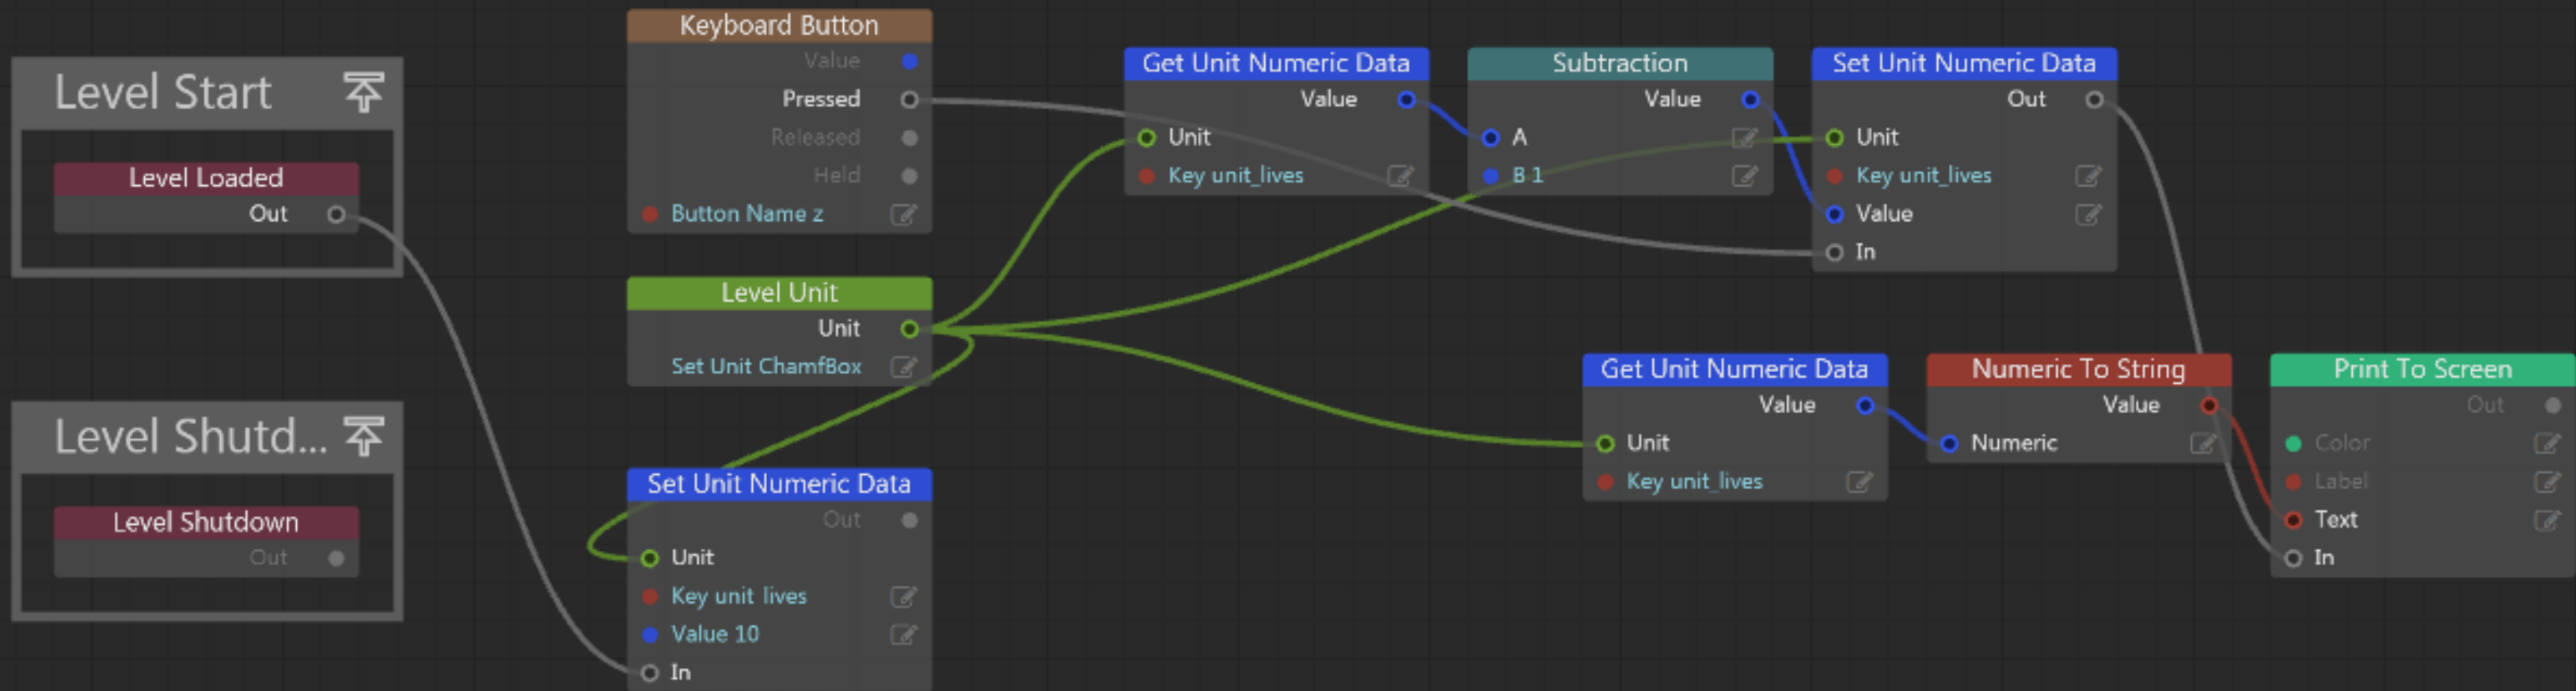 Level Start
Level Loaded
Out
Level Shutd...
Level Shutdown
Out
Keyboard Button
Value
Pressed
Released
Held
Button Name z
Level Unit
Unit
Set Unit ChamfBox
Set Unit Numeric Data
Out
Unit
Key unit lives
Value 10
In
Get Unit Numeric Data
Value
Unit
Key unit_lives
Subtraction
Value
A
B 1
Set Unit Numeric Data
Out
Unit
Key unit_lives
Value
In
Get Unit Numeric Data
Value
Unit
Key unit_lives
Numeric To String
Value
Numeric
Print To Screen
Out
Color
Label
Text
In